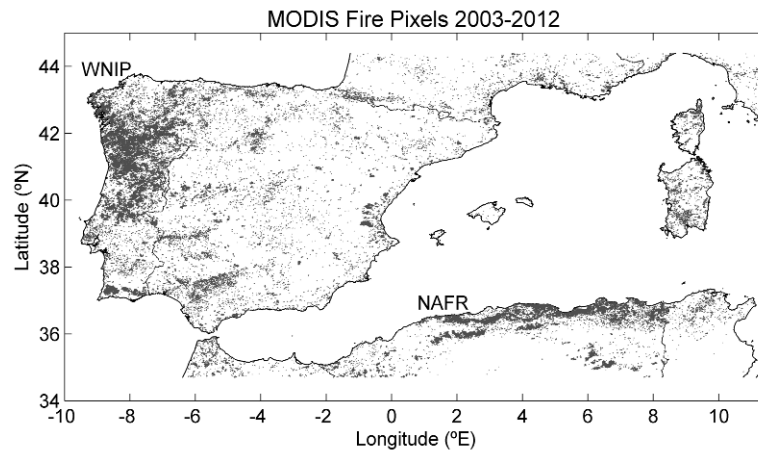 MODIS Fire Pixels 2003-2012
44
WNIP
42
40
Latitude (ºN)
38
NAFR
36
34
-10 -8 -6 -4 -2 0 2 4 6 8 10
Longitude (ºE)